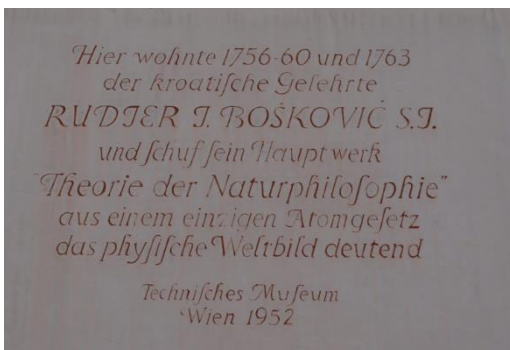 Hier wohnte 1756-60 und 1763
der kroatiſche Gelehrte
RUDJER J. BOŠKOVIĆ S.J.
und ſchuf ſein Hauptwerk
"Theorie der Naturphiloſophie"
aus einem einzigen Atomgeſetz
das phyſiſche Weltbild deutend
Techniſches Muſeum
Wien 1952